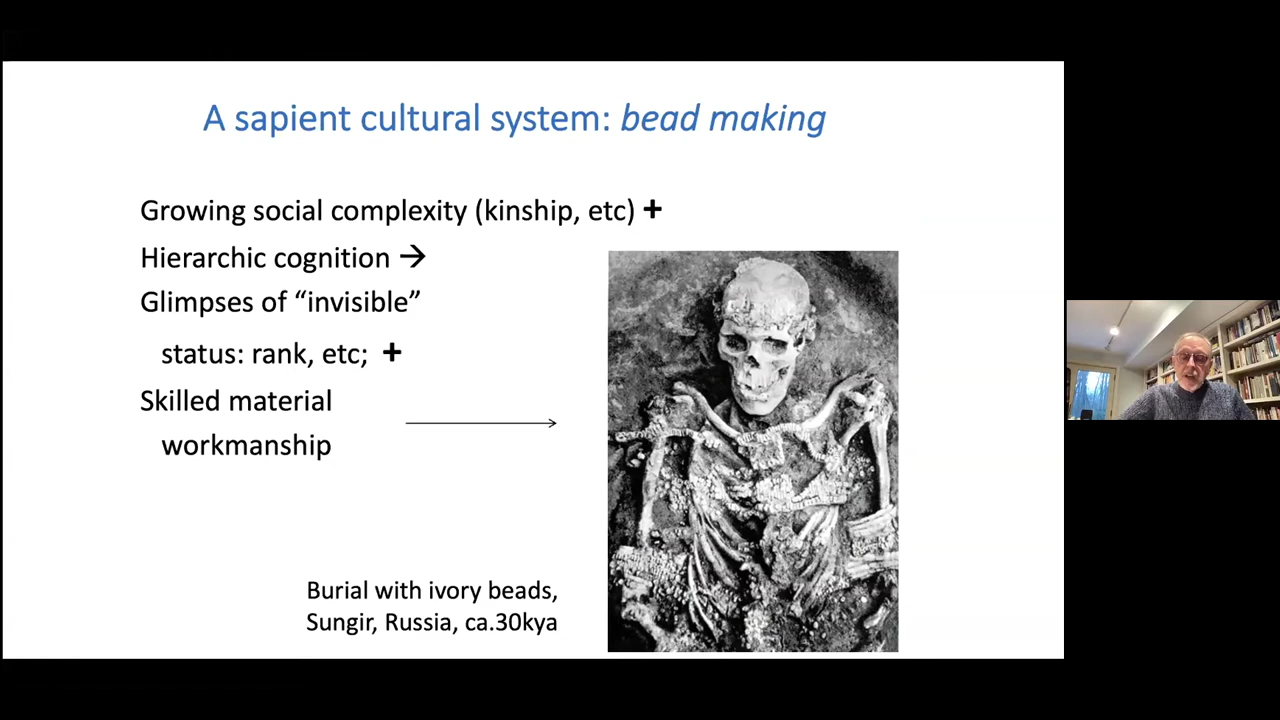 A sapient cultural system: bead making
Growing social complexity (kinship, etc) +
Hierarchic cognition →
Glimpses of “invisible”
status: rank, etc; +
Skilled material
workmanship
Burial with ivory beads,
Sungir, Russia, ca.30kya